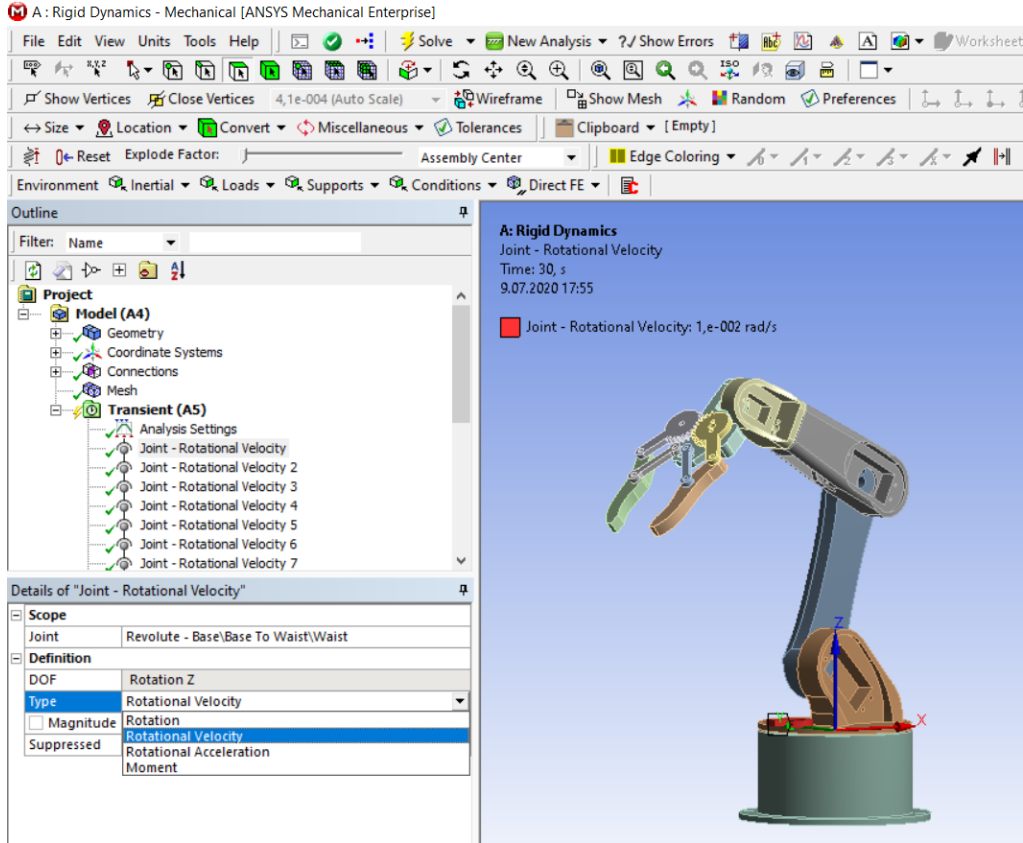 A : Rigid Dynamics - Mechanical [ANSYS Mechanical Enterprise]
File Edit View Units Tools Help Solve New Analysis ?✓ Show Errors Worksheet
Show Vertices Close Vertices 4,1e-004 (Auto Scale) Wireframe Show Mesh Random Preferences
Size Location Convert Miscellaneous Tolerances Clipboard [ Empty ]
Reset Explode Factor: Assembly Center Edge Coloring
Environment Inertial Loads Supports Conditions Direct FE
Outline
Filter: Name
Project
Model (A4)
Geometry
Coordinate Systems
Connections
Mesh
Transient (A5)
Analysis Settings
Joint - Rotational Velocity
Joint - Rotational Velocity 2
Joint - Rotational Velocity 3
Joint - Rotational Velocity 4
Joint - Rotational Velocity 5
Joint - Rotational Velocity 6
Joint - Rotational Velocity 7
Details of "Joint - Rotational Velocity"
Scope
Joint Revolute - Base\Base To Waist\Waist
Definition
DOF Rotation Z
Type Rotational Velocity
Magnitude Rotation
Rotational Velocity
Suppressed Rotational Acceleration
Moment
A: Rigid Dynamics
Joint - Rotational Velocity
Time: 30, s
9.07.2020 17:55
Joint - Rotational Velocity: 1,e-002 rad/s
Z
X